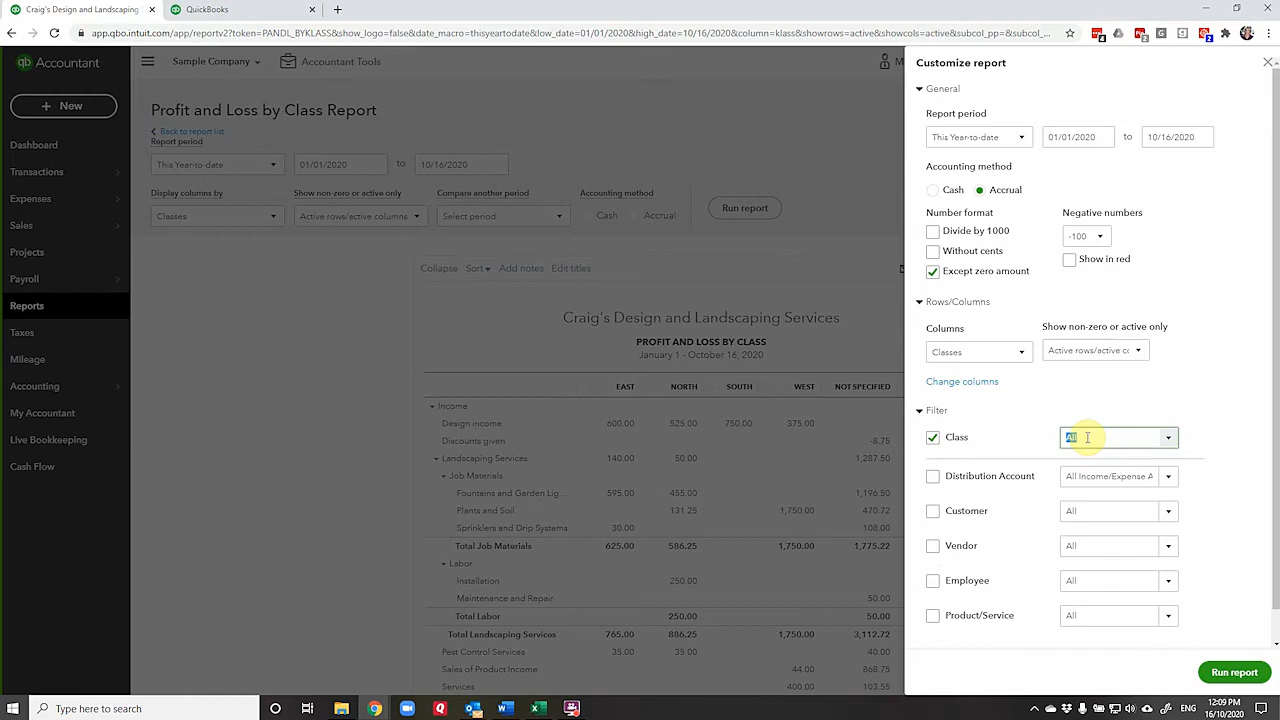 Craig's Design and Landscaping
QuickBooks
app.qbo.intuit.com/app/reportv2?token=PANDL_BYKLASS&show_logo=false&date_macro=thisyeartodate&low_date=01/01/2020&high_date=10/16/2020&column=klass&showrows=active&showcols=active&subcol_pp=&subcol_...
qb Accountant
Sample Company
Accountant Tools
M
+ New
Dashboard
Transactions
Expenses
Sales
Projects
Payroll
Reports
Taxes
Mileage
Accounting
My Accountant
Live Bookkeeping
Cash Flow
Profit and Loss by Class Report
Back to report list
Report period
This Year-to-date 01/01/2020 to 10/16/2020
Display columns by Show non-zero or active only Compare another period Accounting method
Classes Active rows/active columns Select period Cash Accrual Run report
Collapse Sort Add notes Edit titles
Craig's Design and Landscaping Services
PROFIT AND LOSS BY CLASS
January 1 - October 16, 2020
EAST NORTH SOUTH WEST NOT SPECIFIED
Income
Design income 600.00 525.00 750.00 375.00
Discounts given -8.75
Landscaping Services 140.00 50.00 1,287.50
Job Materials
Fountains and Garden Lig... 595.00 455.00 1,196.50
Plants and Soil 131.25 1,750.00 470.72
Sprinklers and Drip Systems 30.00 108.00
Total Job Materials 625.00 586.25 1,750.00 1,775.22
Labor
Installation 250.00
Maintenance and Repair 50.00
Total Labor 250.00 50.00
Total Landscaping Services 765.00 886.25 1,750.00 3,112.72
Pest Control Services 35.00 35.00 40.00
Sales of Product Income 44.00 868.75
Services 400.00 103.55
Customize report
General
Report period
This Year-to-date 01/01/2020 to 10/16/2020
Accounting method
Cash Accrual
Number format Negative numbers
Divide by 1000 -100
Without cents Show in red
Except zero amount
Rows/Columns
Columns Show non-zero or active only
Classes Active rows/active cc
Change columns
Filter
Class All
Distribution Account All Income/Expense A
Customer All
Vendor All
Employee All
Product/Service All
Run report
Type here to search
ENG
12:09 PM
16/10/2020